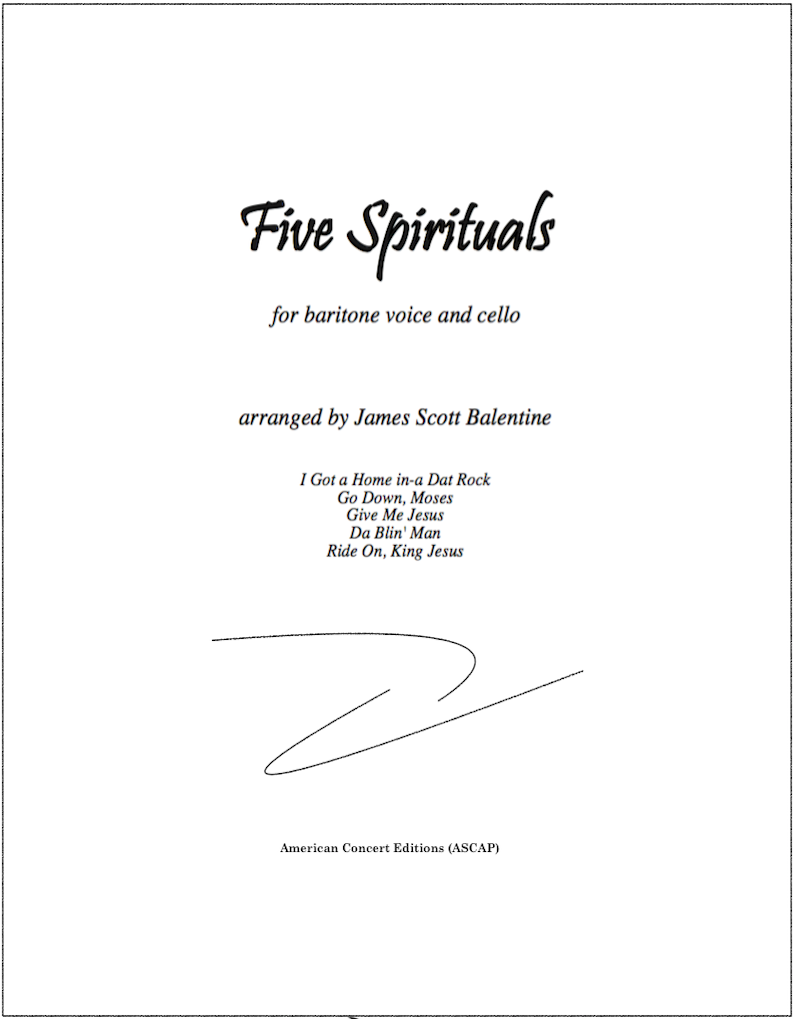 Five Spirituals
for baritone voice and cello
arranged by James Scott Balentine
I Got a Home in-a Dat Rock
Go Down, Moses
Give Me Jesus
Da Blin' Man
Ride On, King Jesus
American Concert Editions (ASCAP)